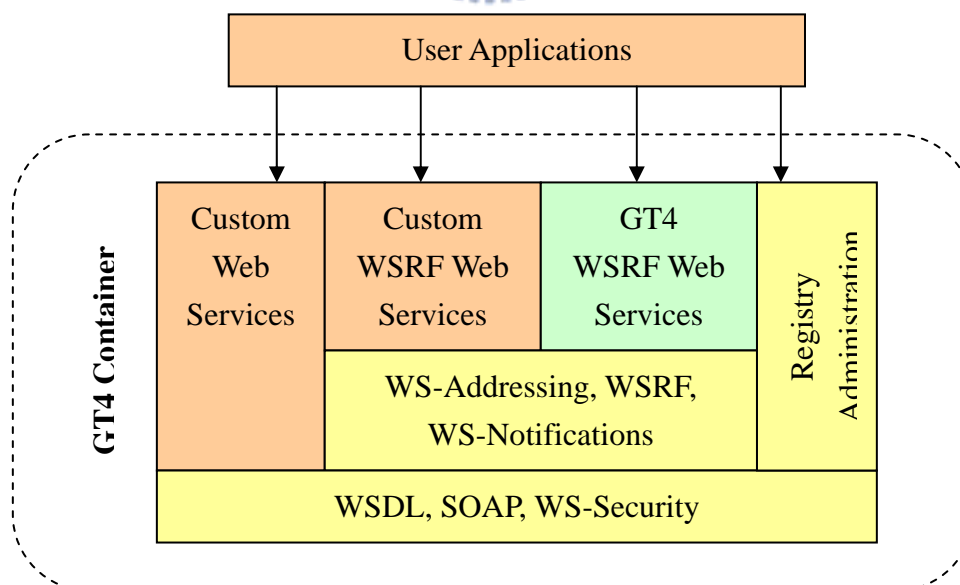 User Applications
GT4 Container
Custom
Web
Services
Custom
WSRF Web
Services
GT4
WSRF Web
Services
Registry
Administration
WS-Addressing, WSRF,
WS-Notifications
WSDL, SOAP, WS-Security